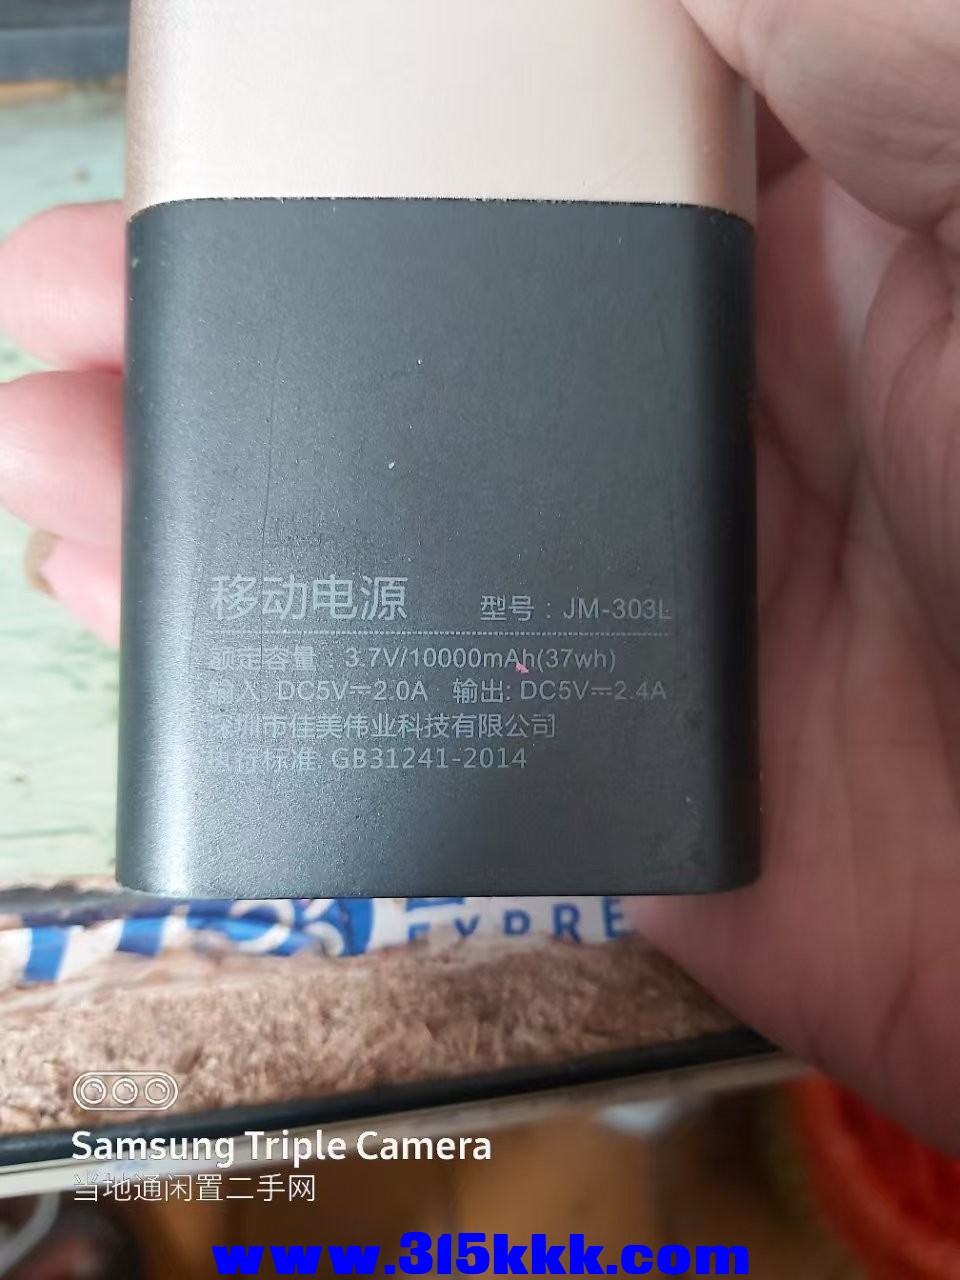 移动电源 型号：JM-303L
额定容量：3.7V/10000mAh(37wh)
输入: DC5V⎓2.0A 输出: DC5V⎓2.4A
深圳市佳美伟业科技有限公司
执行标准: GB31241-2014
EXPRE
Samsung Triple Camera
当地通闲置二手网
www.315kkk.com